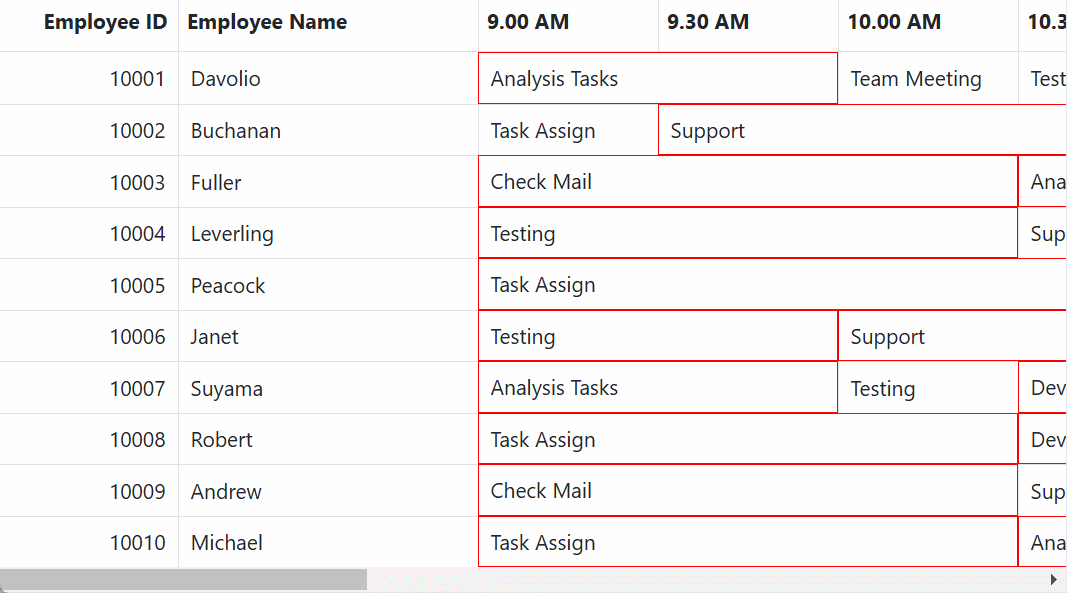 Employee ID Employee Name 9.00 AM 9.30 AM 10.00 AM 10.3
10001 Davolio Analysis Tasks Team Meeting Test
10002 Buchanan Task Assign Support
10003 Fuller Check Mail Ana
10004 Leverling Testing Sup
10005 Peacock Task Assign
10006 Janet Testing Support
10007 Suyama Analysis Tasks Testing Dev
10008 Robert Task Assign Dev
10009 Andrew Check Mail Sup
10010 Michael Task Assign Ana